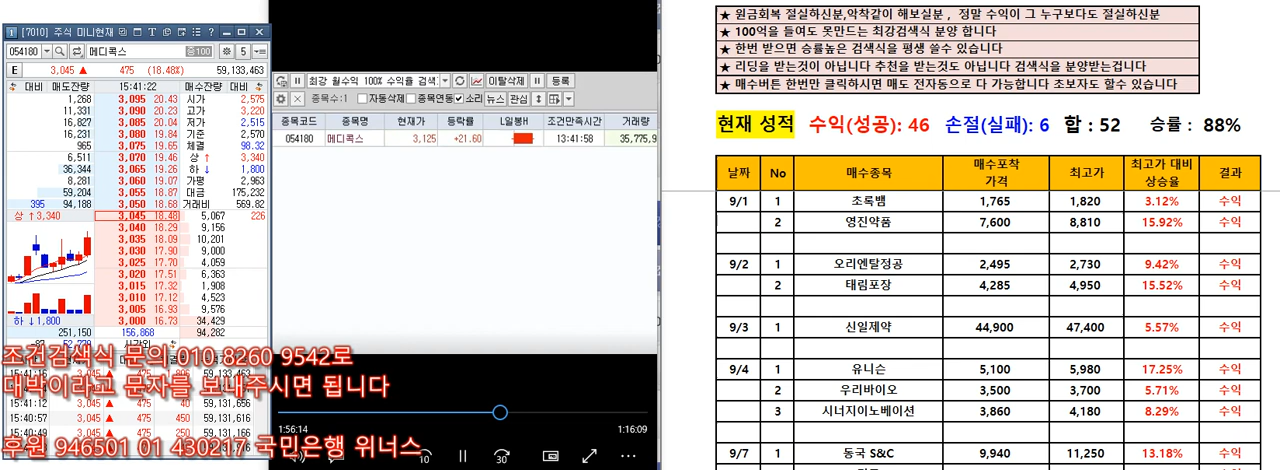 [7010] 주식 미니현재
054180 메디콕스 증100 5
E 3,045 ▲ 475 (18.48%) 59,133,463
대비 매도잔량 15:41:22 매수잔량 대비
1,268 3,095 20.43 시가 2,575
11,331 3,090 20.23 고가 3,220
16,827 3,085 20.04 저가 2,515
16,231 3,080 19.84 기준 2,570
965 3,075 19.65 체결 98.32
6,511 3,070 19.46 상 ↑ 3,340
36,344 3,065 19.26 하 ↓ 1,800
8,281 3,060 19.07 가평 2,963
59,204 3,055 18.87 대금 175,232
395 94,188 3,050 18.68 거래비 569.82
상 ↑3,340 3,045 18.48 5,067 226
3,040 18.29 9,156
3,035 18.09 10,201
3,030 17.90 9,000
3,025 17.70 4,059
3,020 17.51 6,363
3,015 17.32 1,908
3,010 17.12 4,523
3,005 16.93 9,576
하 ↓1,800 3,000 16.73 34,429
251,150 156,868 94,282
시간외
조건검색식 문의 010 8260 9542로
대박이라고 문자를 보내주시면 됩니다
15:41:12 3,045 ▲ 475 40 59,131,656
15:40:57 3,045 ▲ 475 59,131,616
15:40:49 3,045 ▲ 475 250 59,131,615
후원 946501 01 430217 국민은행 위너스
최강 월수익 100% 수익률 검색 이탈삭제 등록
종목수:1 자동삭제 종목연동 소리 뉴스 관심
종목코드 종목명 현재가 등락률 L일봉H 조건만족시간 거래량
054180 메디콕스 3,125 +21.60 13:41:58 35,775,9
1:56:14 1:16:09
10 30
★ 원금회복 절실하신분,악착같이 해보실분 , 정말 수익이 그 누구보다도 절실하신분
★ 100억을 들여도 못만드는 최강검색식 분양 합니다
★ 한번 받으면 승률높은 검색식을 평생 쓸수 있습니다
★ 리딩을 받는것이 아닙니다 추천을 받는것도 아닙니다 검색식을 분양받는겁니다
★ 매수버튼 한번만 클릭하시면 매도 전자동으로 다 가능합니다 초보자도 할수 있습니다
현재 성적 수익(성공): 46 손절(실패): 6 합 : 52 승률 : 88%
날짜 No 매수종목 매수포착 가격 최고가 최고가 대비 상승율 결과
9/1 1 초록뱀 1,765 1,820 3.12% 수익
2 영진약품 7,600 8,810 15.92% 수익
9/2 1 오리엔탈정공 2,495 2,730 9.42% 수익
2 태림포장 4,285 4,950 15.52% 수익
9/3 1 신일제약 44,900 47,400 5.57% 수익
9/4 1 유니슨 5,100 5,980 17.25% 수익
2 우리바이오 3,500 3,700 5.71% 수익
3 시너지이노베이션 3,860 4,180 8.29% 수익
9/7 1 동국 S&C 9,940 11,250 13.18% 수익